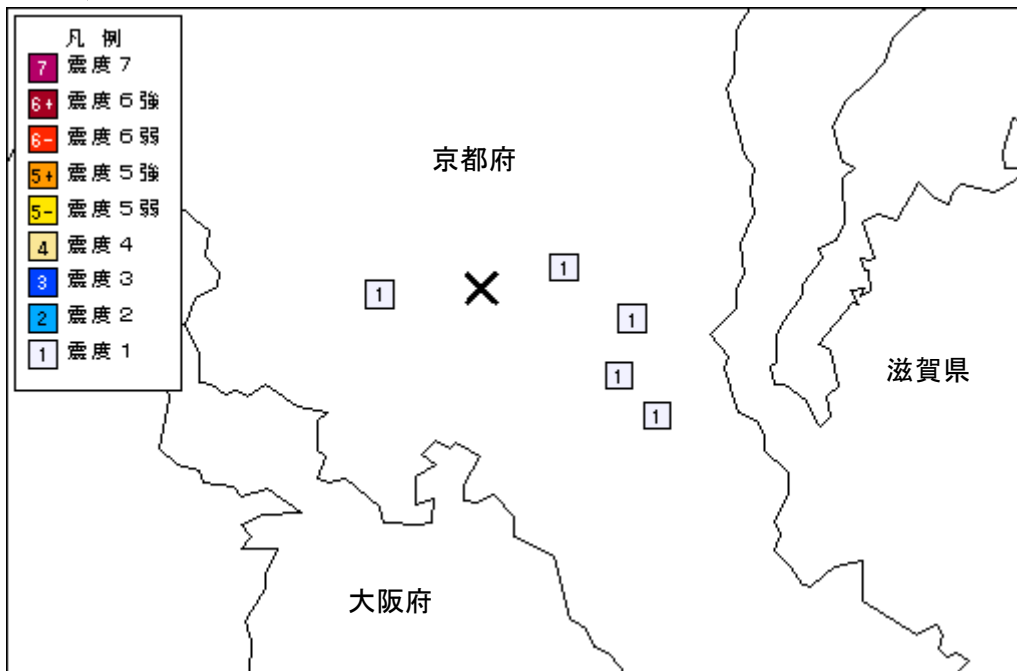 凡 例
7 震度7
6+ 震度6強
6- 震度6弱
5+ 震度5強
5- 震度5弱
4 震度4
3 震度3
2 震度2
1 震度1
京都府
1
1
1
1
1
滋賀県
大阪府